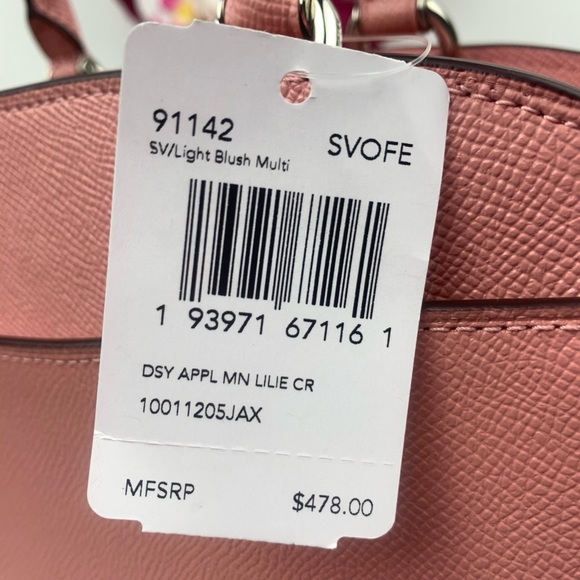 91142 SVOFE
SV/Light Blush Multi
1 93971 67116 1
DSY APPL MN LILIE CR
10011205JAX
MFSRP $478.00